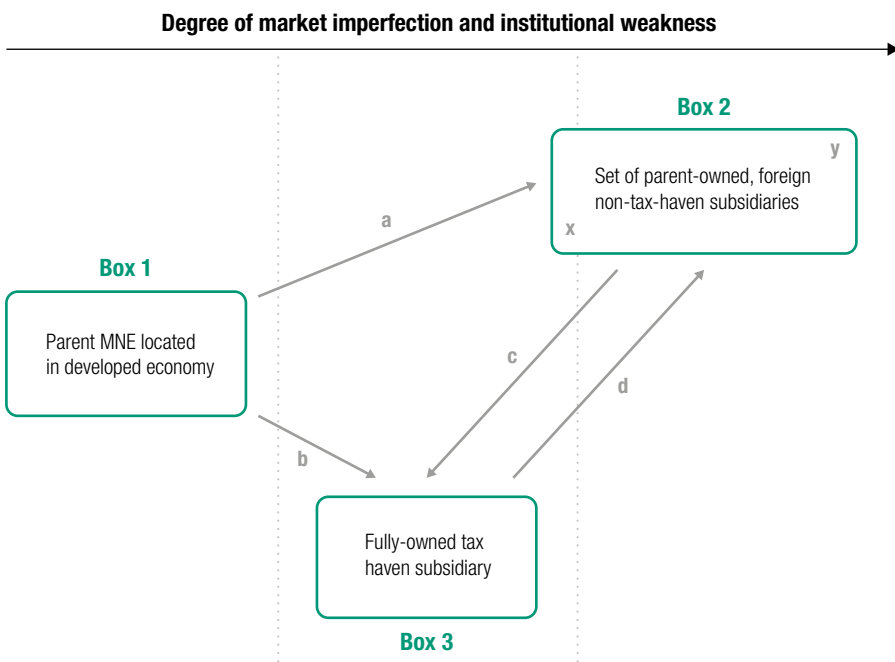 Degree of market imperfection and institutional weakness
Box 2
y
Set of parent-owned, foreign
non-tax-haven subsidiaries
x
a
Box 1
Parent MNE located
in developed economy
c
d
b
Fully-owned tax
haven subsidiary
Box 3